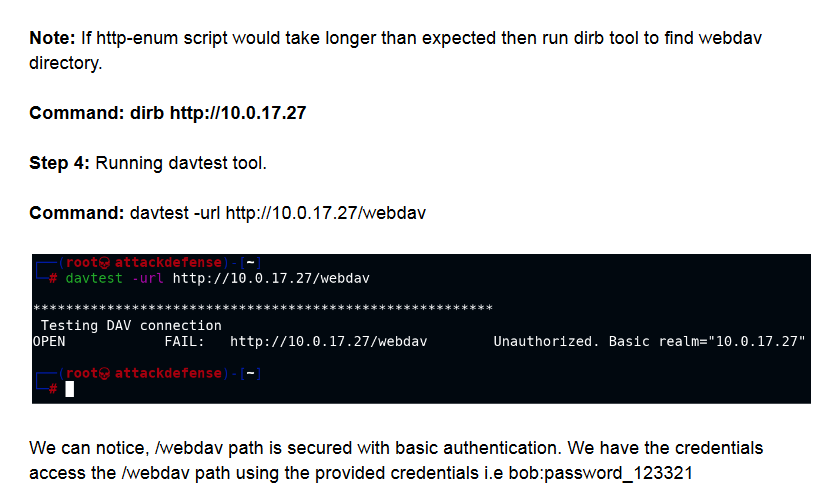 Note: If http-enum script would take longer than expected then run dirb tool to find webdav
directory.
Command: dirb http://10.0.17.27
Step 4: Running davtest tool.
Command: davtest -url http://10.0.17.27/webdav
┌──(root💀attackdefense)-[~]
└─# davtest -url http://10.0.17.27/webdav
********************************************************
Testing DAV connection
OPEN FAIL: http://10.0.17.27/webdav Unauthorized. Basic realm="10.0.17.27"
┌──(root💀attackdefense)-[~]
└─#
We can notice, /webdav path is secured with basic authentication. We have the credentials
access the /webdav path using the provided credentials i.e bob:password_123321